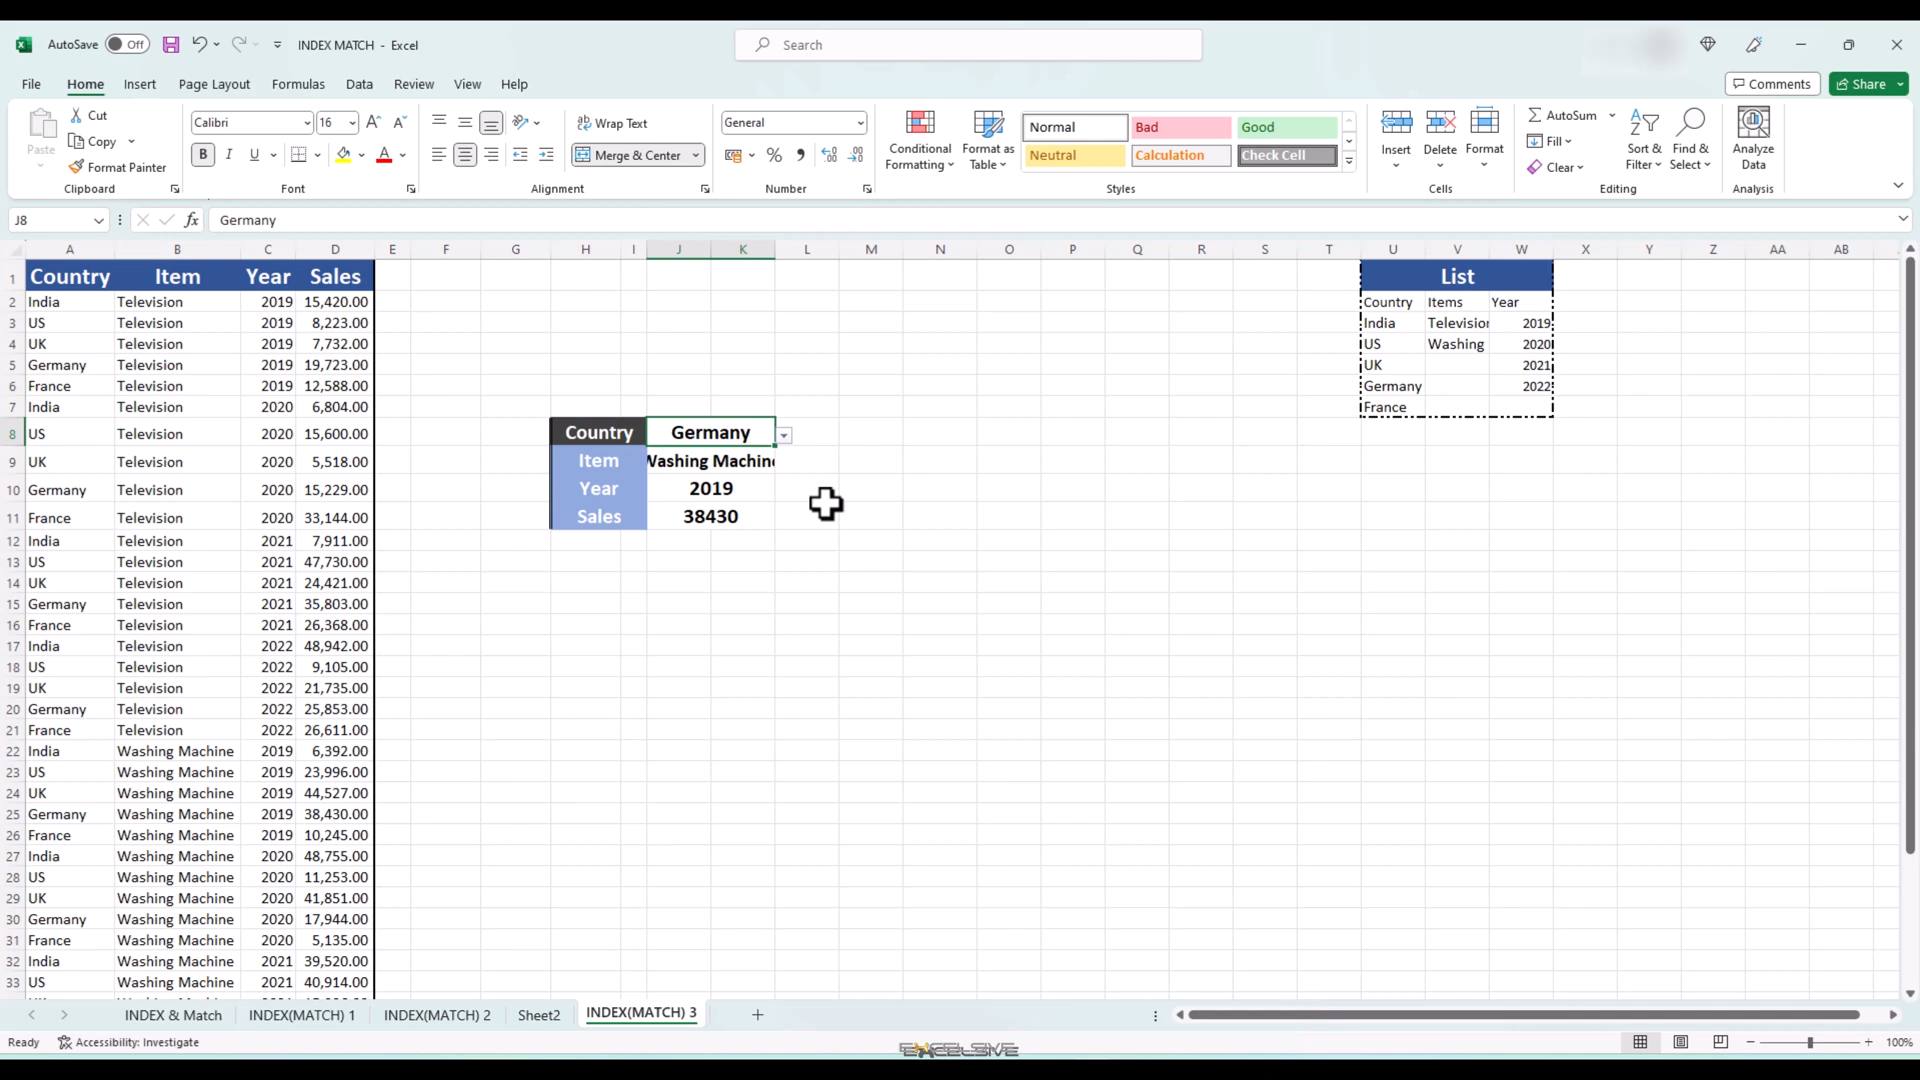 AutoSave Off INDEX MATCH - Excel Search
File Home Insert Page Layout Formulas Data Review View Help Comments Share
Paste Cut Copy Format Painter Clipboard
Calibri 16 B I U Font
Wrap Text Merge & Center Alignment
General Number
Conditional Formatting Format as Table
Normal Bad Good
Neutral Calculation Check Cell
Styles
Insert Delete Format Cells
AutoSum Fill Clear Sort & Filter Find & Select Editing
Analyze Data Analysis
J8 fx Germany
A B C D E F G H I J K L M N O P Q R S T U V W X Y Z AA AB
1 Country Item Year Sales List
2 India Television 2019 15,420.00 Country Items Year
3 US Television 2019 8,223.00 India Television 2019
4 UK Television 2019 7,732.00 US Washing 2020
5 Germany Television 2019 19,723.00 UK 2021
6 France Television 2019 12,588.00 Germany 2022
7 India Television 2020 6,804.00 France
8 US Television 2020 15,600.00 Country Germany
9 UK Television 2020 5,518.00 Item Washing Machine
10 Germany Television 2020 15,229.00 Year 2019
11 France Television 2020 33,144.00 Sales 38430
12 India Television 2021 7,911.00
13 US Television 2021 47,730.00
14 UK Television 2021 24,421.00
15 Germany Television 2021 35,803.00
16 France Television 2021 26,368.00
17 India Television 2022 48,942.00
18 US Television 2022 9,105.00
19 UK Television 2022 21,735.00
20 Germany Television 2022 25,853.00
21 France Television 2022 26,611.00
22 India Washing Machine 2019 6,392.00
23 US Washing Machine 2019 23,996.00
24 UK Washing Machine 2019 44,527.00
25 Germany Washing Machine 2019 38,430.00
26 France Washing Machine 2019 10,245.00
27 India Washing Machine 2020 48,755.00
28 US Washing Machine 2020 11,253.00
29 UK Washing Machine 2020 41,851.00
30 Germany Washing Machine 2020 17,944.00
31 France Washing Machine 2020 5,135.00
32 India Washing Machine 2021 39,520.00
33 US Washing Machine 2021 40,914.00
INDEX & Match INDEX(MATCH) 1 INDEX(MATCH) 2 Sheet2 INDEX(MATCH) 3
Ready Accessibility: Investigate 100%